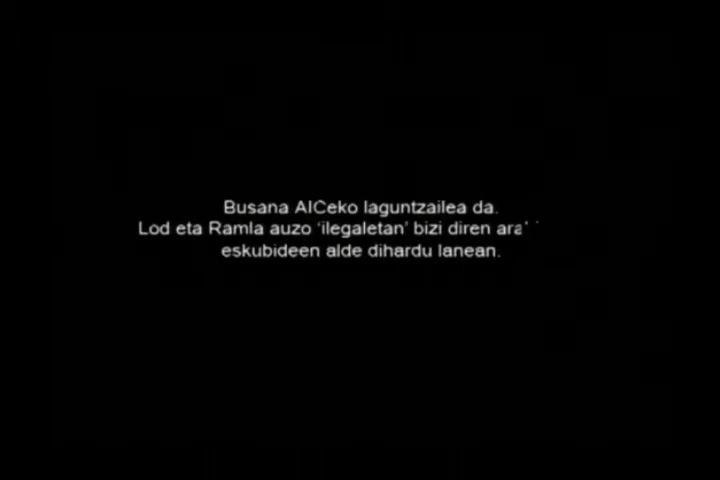 Busana AICeko laguntzailea da.
Lod eta Ramla auzo 'ilegaletan' bizi diren
eskubideen alde dihardu lanean.